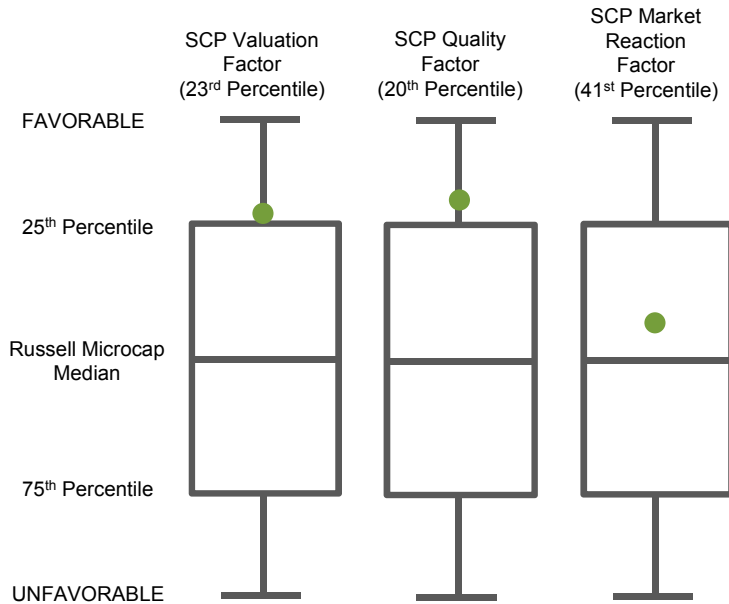 SCP Valuation
Factor
(23rd Percentile)
SCP Quality
Factor
(20th Percentile)
SCP Market
Reaction
Factor
(41st Percentile)
FAVORABLE
25th Percentile
Russell Microcap
Median
75th Percentile
UNFAVORABLE